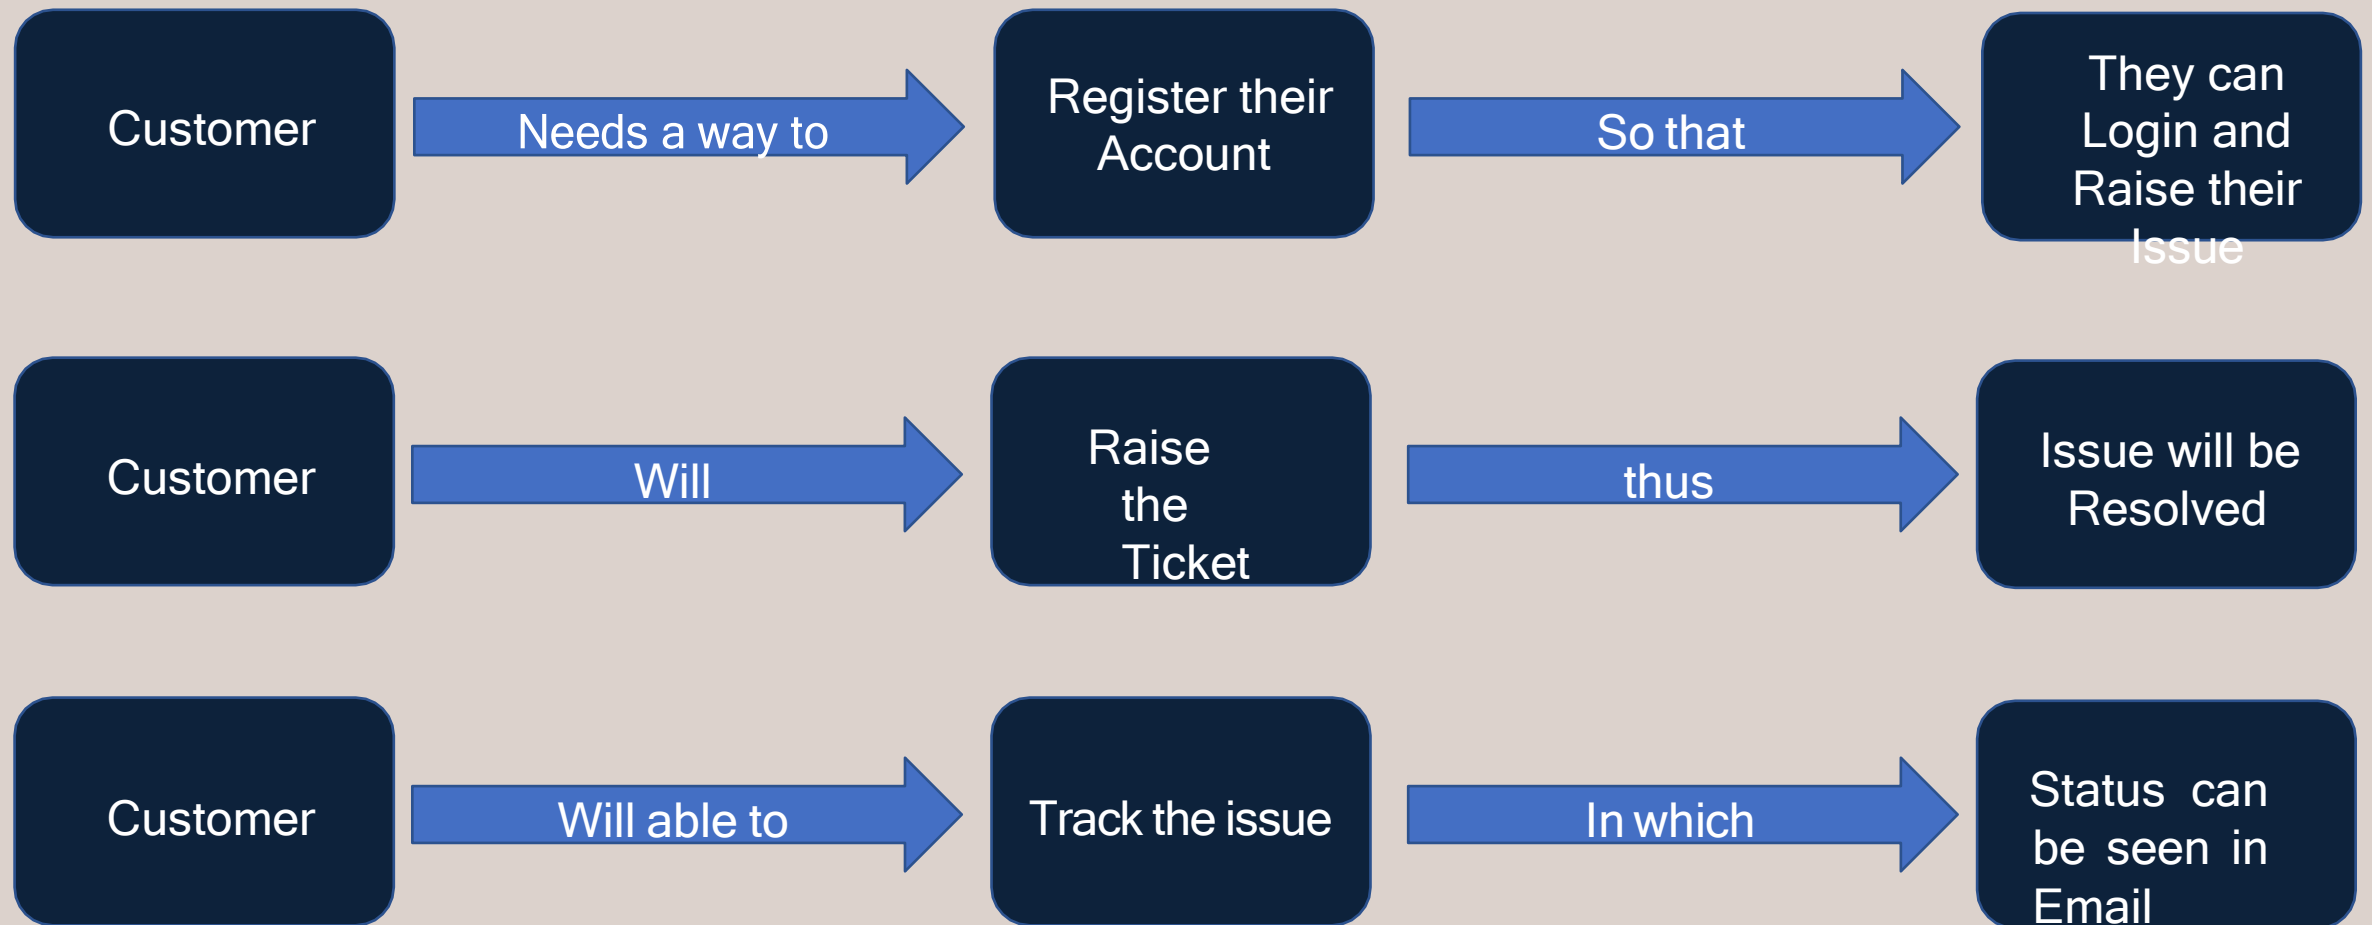 Customer
Needs a way to
Register their
Account
So that
They can
Login and
Raise their
Issue
Customer
Will
Raise
the
Ticket
thus
Issue will be
Resolved
Customer
Will able to
Track the issue
In which
Status can
be seen in
Email